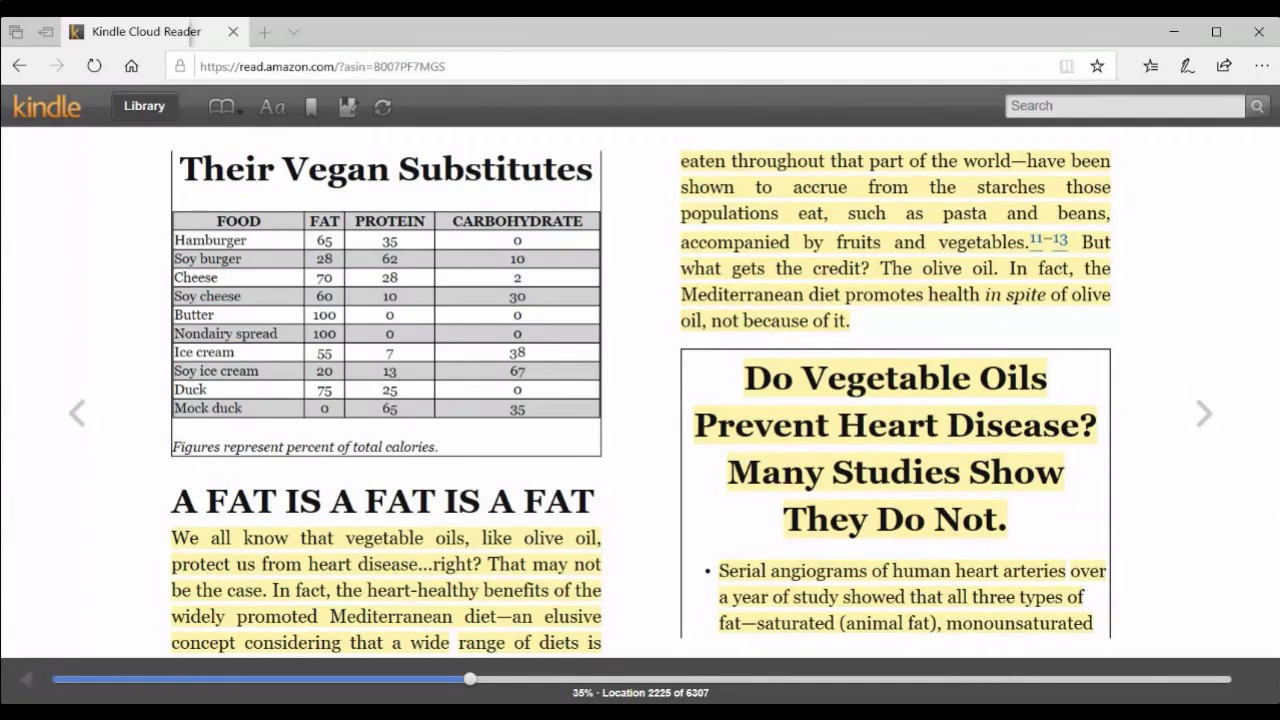 Kindle Cloud Reader
https://read.amazon.com/?asin=B007PF7MGS
kindle
Library
Aa
Search
Their Vegan Substitutes
FOOD FAT PROTEIN CARBOHYDRATE
Hamburger 65 35 0
Soy burger 28 62 10
Cheese 70 28 2
Soy cheese 60 10 30
Butter 100 0 0
Nondairy spread 100 0 0
Ice cream 55 7 38
Soy ice cream 20 13 67
Duck 75 25 0
Mock duck 0 65 35
Figures represent percent of total calories.
A FAT IS A FAT IS A FAT
We all know that vegetable oils, like olive oil,
protect us from heart disease...right? That may not
be the case. In fact, the heart-healthy benefits of the
widely promoted Mediterranean diet—an elusive
concept considering that a wide range of diets is
eaten throughout that part of the world—have been
shown to accrue from the starches those
populations eat, such as pasta and beans,
accompanied by fruits and vegetables.11–13 But
what gets the credit? The olive oil. In fact, the
Mediterranean diet promotes health in spite of olive
oil, not because of it.
Do Vegetable Oils
Prevent Heart Disease?
Many Studies Show
They Do Not.
• Serial angiograms of human heart arteries over
a year of study showed that all three types of
fat—saturated (animal fat), monounsaturated
35% - Location 2225 of 6307